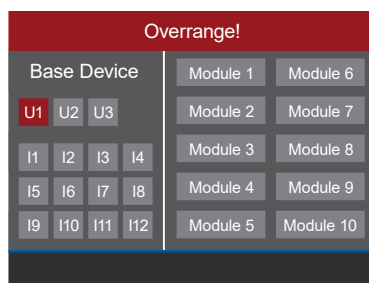 Overrange!
Base Device
U1 U2 U3
I1 I2 I3 I4
I5 I6 I7 I8
I9 I10 I11 I12
Module 1 Module 6
Module 2 Module 7
Module 3 Module 8
Module 4 Module 9
Module 5 Module 10